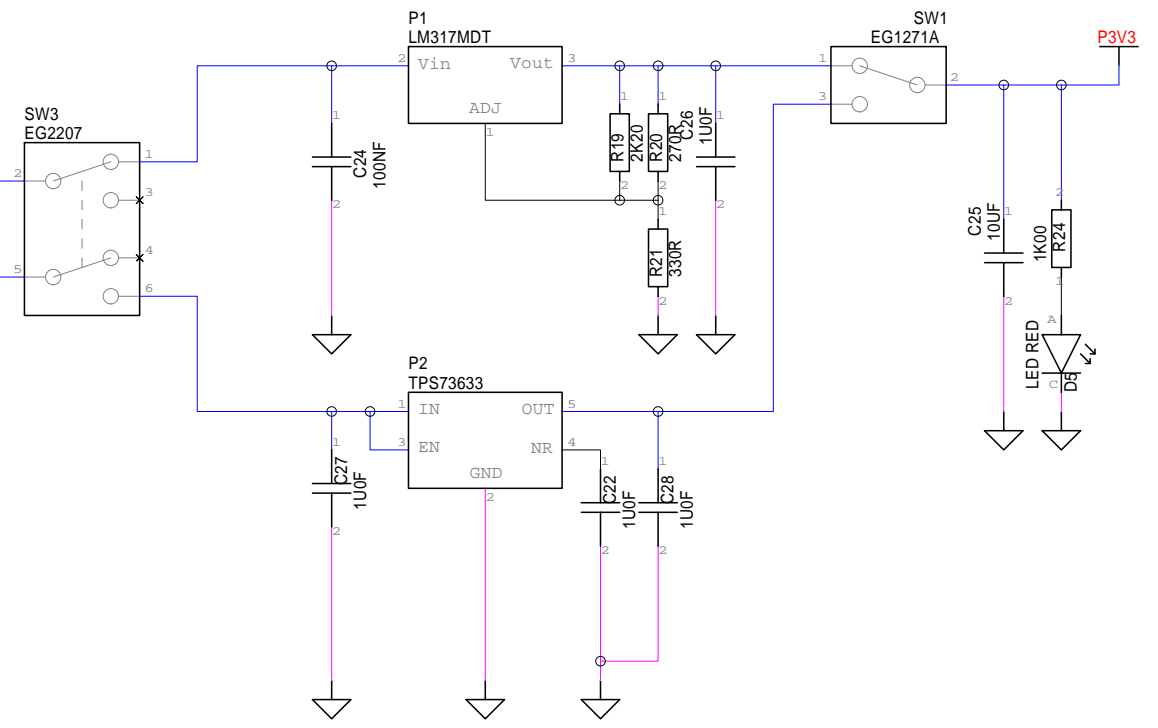 P1
LM317MDT
2
Vin
Vout
3
ADJ
1
SW1
EG1271A
1
3
2
P3V3
SW3
EG2207
2
1
3
4
5
6
1
C24
100NF
2
1
R19
2K20
2
1
R20
270R
2
C26
1U0F
1
2
1
R21
330R
2
C25
10UF
1
2
2
1K00
R24
1
A
LED RED
C
D5
P2
TPS73633
1
IN
OUT
5
3
EN
NR
4
GND
2
1
C27
1U0F
2
1
C22
1U0F
2
1
C28
1U0F
2